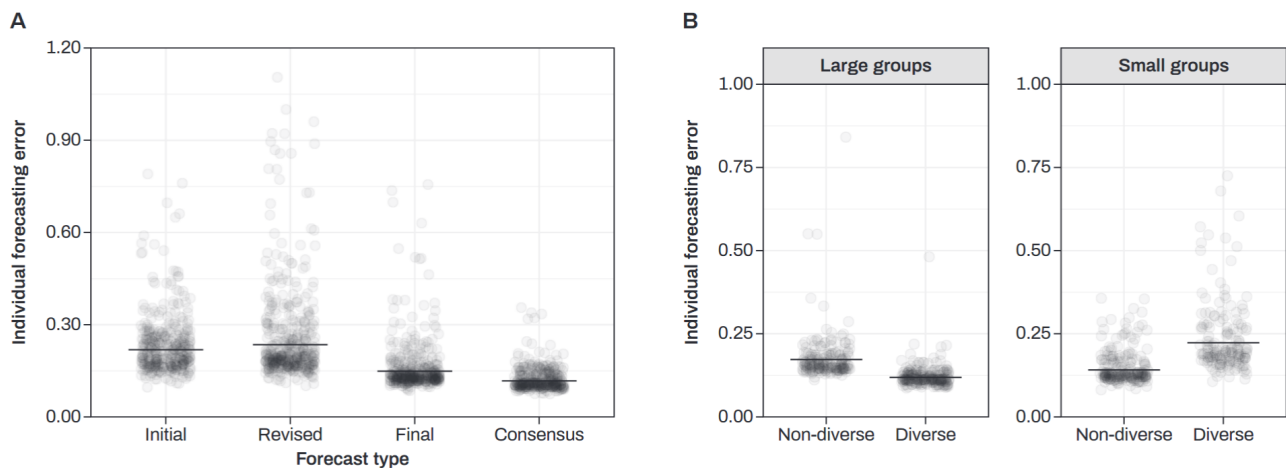 A
Individual forecasting error
1.20
0.90
0.60
0.30
0.00
Initial Revised Final Consensus
Forecast type
B
Individual forecasting error
Large groups
1.00
0.75
0.50
0.25
0.00
Non-diverse Diverse
Small groups
1.00
0.75
0.50
0.25
0.00
Non-diverse Diverse